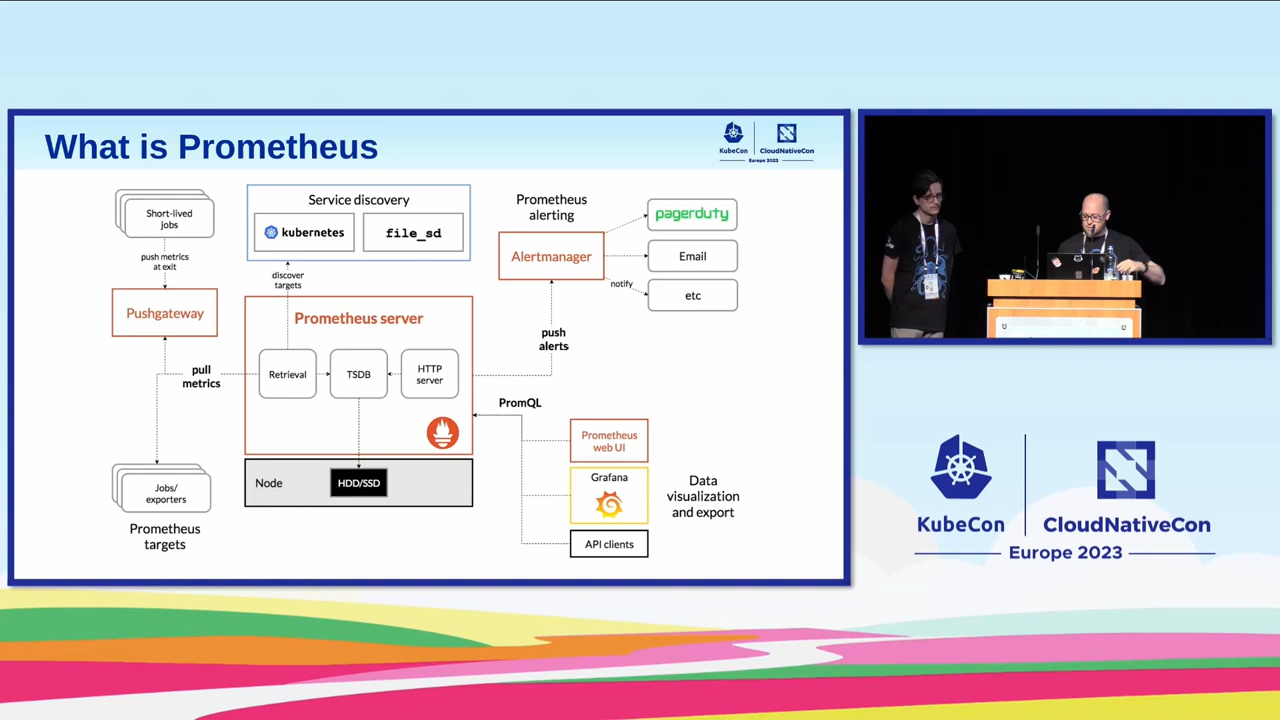 What is Prometheus
KubeCon
CloudNativeCon
Europe 2023
Short-lived
jobs
push metrics
at exit
Pushgateway
pull
metrics
Jobs/
exporters
Prometheus
targets
Service discovery
kubernetes
file_sd
discover
targets
Prometheus server
Retrieval
TSDB
HTTP
server
Node
HDD/SSD
Prometheus
alerting
Alertmanager
pagerduty
Email
notify
etc
push
alerts
PromQL
Prometheus
web UI
Grafana
API clients
Data
visualization
and export
KubeCon
CloudNativeCon
Europe 2023